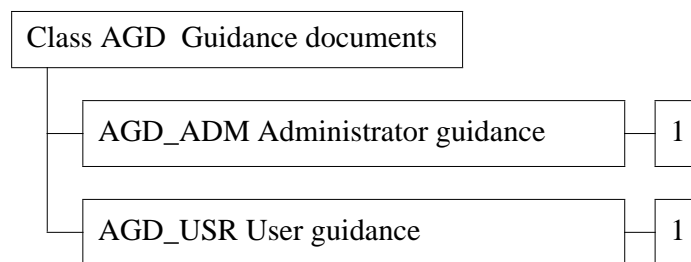 Class AGD Guidance documents
AGD_ADM Administrator guidance 1
AGD_USR User guidance 1